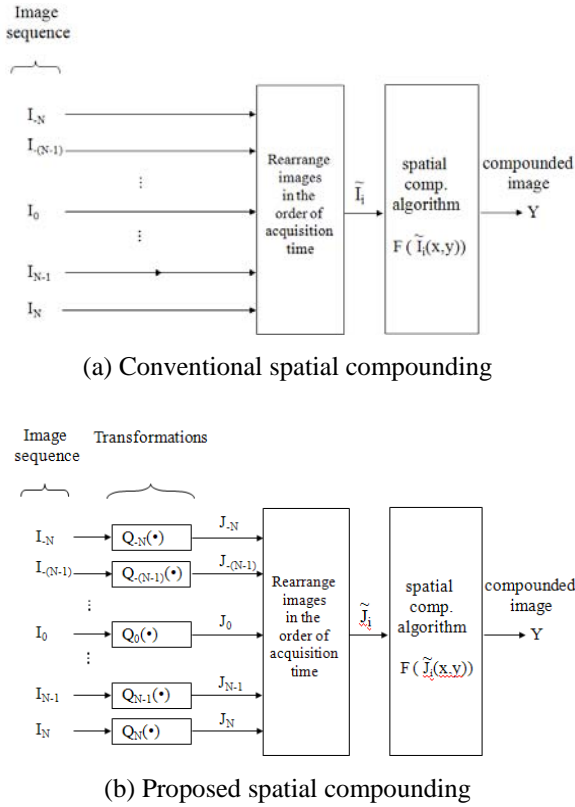 Image
sequence
I-N
I-(N-1)
⋮
I0
⋮
IN-1
IN
Rearrange
images
in the
order of
acquisition
time
Ĩi
spatial
comp.
algorithm
F ( Ĩi(x,y))
compounded
image
Y
(a) Conventional spatial compounding
Image
sequence
Transformations
I-N
Q-N(•)
J-N
I-(N-1)
Q-(N-1)(•)
J-(N-1)
⋮
I0
Q0(•)
J0
⋮
IN-1
QN-1(•)
JN-1
IN
QN(•)
JN
Rearrange
images
in the
order of
acquisition
time
J̃i
spatial
comp.
algorithm
F ( J̃i(x,y))
compounded
image
Y
(b) Proposed spatial compounding